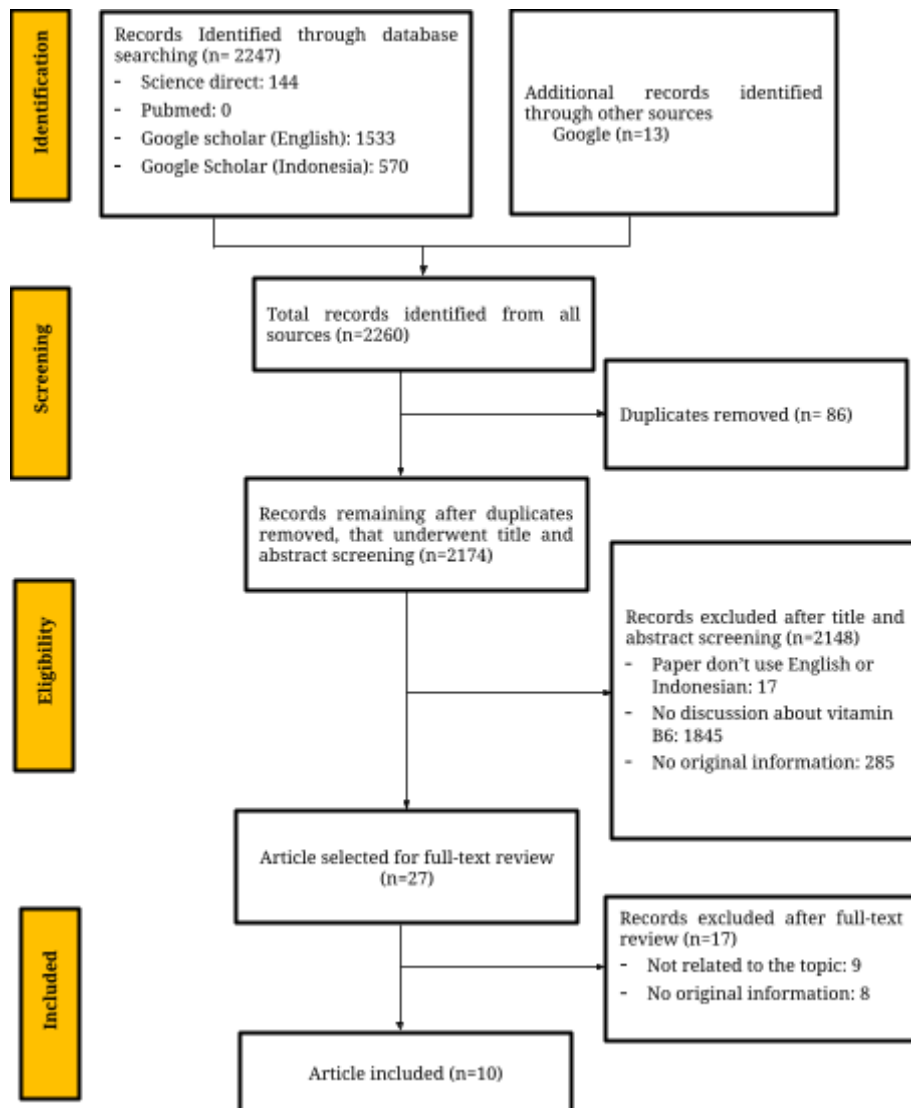 Identification
Records Identified through database
searching (n= 2247)
- Science direct: 144
- Pubmed: 0
- Google scholar (English): 1533
- Google Scholar (Indonesia): 570
Additional records identified
through other sources
Google (n=13)
Screening
Total records identified from all
sources (n=2260)
Duplicates removed (n= 86)
Records remaining after duplicates
removed, that underwent title and
abstract screening (n=2174)
Eligibility
Records excluded after title and
abstract screening (n=2148)
- Paper don't use English or
Indonesian: 17
- No discussion about vitamin
B6: 1845
- No original information: 285
Article selected for full-text review
(n=27)
Included
Records excluded after full-text
review (n=17)
- Not related to the topic: 9
- No original information: 8
Article included (n=10)